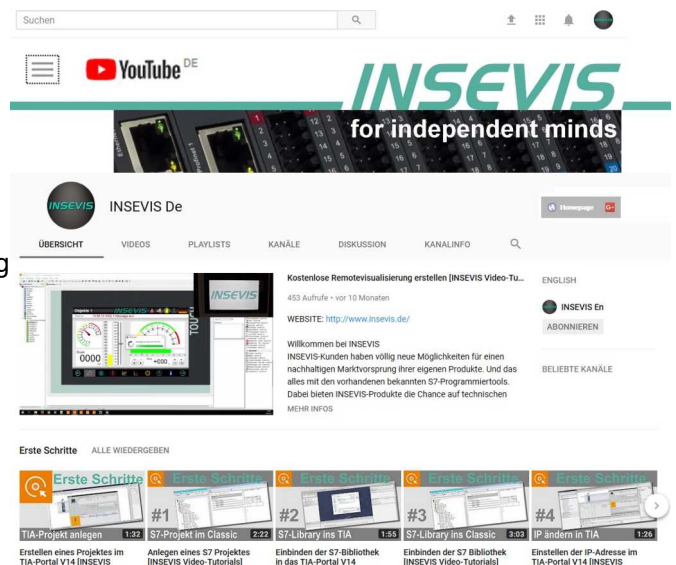 Suchen
YouTube DE
INSEVIS
for independent minds
INSEVIS
INSEVIS De
Homepage G+
ÜBERSICHT VIDEOS PLAYLISTS KANÄLE DISKUSSION KANALINFO
g
INSEVIS
Kostenlose Remotevisualisierung erstellen [INSEVIS Video-Tu...
453 Aufrufe • vor 10 Monaten
WEBSITE: http://www.insevis.de/
Willkommen bei INSEVIS
INSEVIS-Kunden haben völlig neue Möglichkeiten für einen
nachhaltigen Marktvorsprung ihrer eigenen Produkte. Und das
alles mit den vorhandenen bekannten S7-Programmiertools.
Dabei bieten INSEVIS-Produkte die Chance auf technischen
MEHR INFOS
ENGLISH
INSEVIS En
ABONNIEREN
BELIEBTE KANÄLE
Erste Schritte ALLE WIEDERGEBEN
Erste Schritte
TIA-Projekt anlegen 1:32
Erstellen eines Projektes im
TIA-Portal V14 [INSEVIS
Erste Schritte
#1
S7-Projekt im Classic 2:22
Anlegen eines S7 Projektes
[INSEVIS Video-Tutorials]
Erste Schritte
#2
S7-Library ins TIA 1:55
Einbinden der S7-Bibliothek
in das TIA-Portal V14
Erste Schritte
#3
S7-Library ins Classic 3:03
Einbinden der S7 Bibliothek
[INSEVIS Video-Tutorials]
Erste Schritte
#4
IP ändern in TIA 1:26
Einstellen der IP-Adresse im
TIA-Portal V14 [INSEVIS